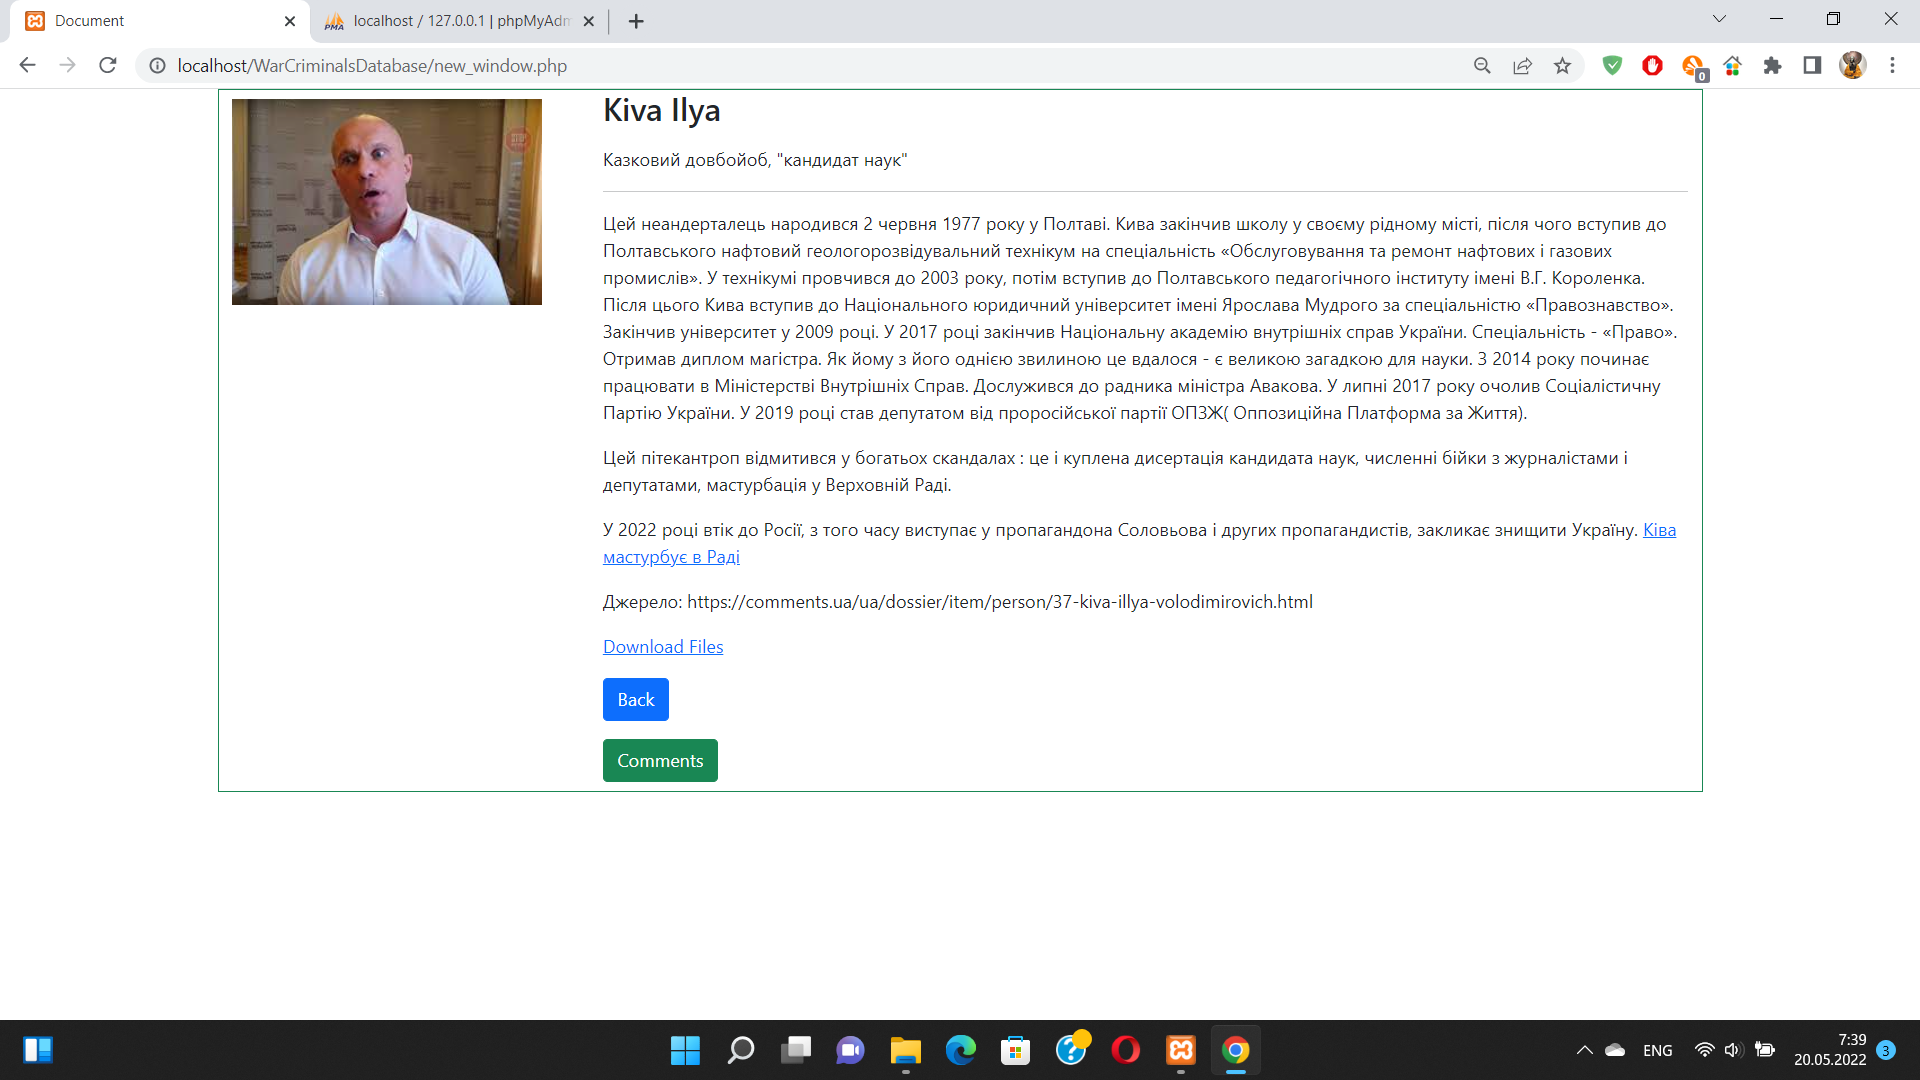 Document
localhost / 127.0.0.1 | phpMyAdm
localhost/WarCriminalsDatabase/new_window.php
0
Kiva Ilya
Казковий довбойоб, "кандидат наук"
Цей неандерталець народився 2 червня 1977 року у Полтаві. Кива закінчив школу у своєму рідному місті, після чого вступив до
Полтавського нафтовий геологорозвідувальний технікум на спеціальність «Обслуговування та ремонт нафтових і газових
промислів». У технікумі провчився до 2003 року, потім вступив до Полтавського педагогічного інституту імені В.Г. Короленка.
Після цього Кива вступив до Національного юридичний університет імені Ярослава Мудрого за спеціальністю «Правознавство».
Закінчив університет у 2009 році. У 2017 році закінчив Національну академію внутрішніх справ України. Спеціальність - «Право».
Отримав диплом магістра. Як йому з його однією звилиною це вдалося - є великою загадкою для науки. З 2014 року починає
працювати в Міністерстві Внутрішніх Справ. Дослужився до радника міністра Авакова. У липні 2017 року очолив Соціалістичну
Партію України. У 2019 році став депутатом від проросійської партії ОПЗЖ( Оппозиційна Платформа за Життя).
Цей пітекантроп відмитився у богатьох скандалах : це і куплена дисертація кандидата наук, численні бійки з журналістами і
депутатами, мастурбація у Верховній Раді.
У 2022 році втік до Росії, з того часу виступає у пропагандона Соловьова і других пропагандистів, закликає знищити Україну. Ківа
мастурбує в Раді
Джерело: https://comments.ua/ua/dossier/item/person/37-kiva-illya-volodimirovich.html
Download Files
Back
Comments
ENG
7:39
20.05.2022
3